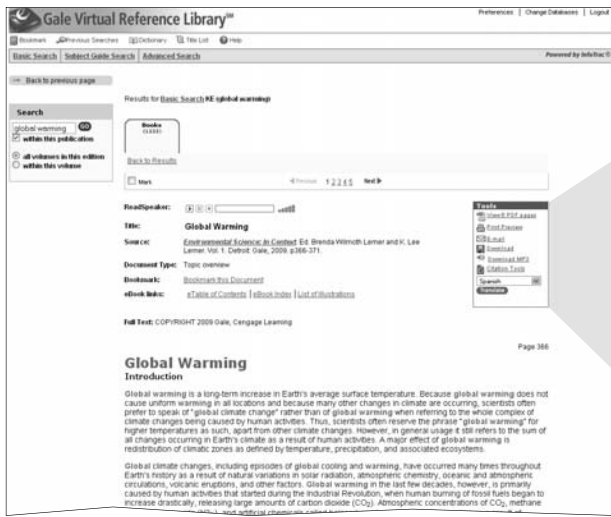 Gale Virtual Reference Library℠
Preferences | Change Databases | Logout
Bookmark Previous Searches Dictionary Title List Help
Basic Search | Subject Guide Search | Advanced Search
Powered by InfoTrac®
Back to previous page
Search
global warming GO
within this publication
all volumes in this edition
within this volume
Results for Basic Search KE (global warming)
Books
Back to Results
Mark
Previous 1 2 3 4 5 Next
ReadSpeaker:
Title: Global Warming
Source: Environmental Science: In Context. Ed. Brenda Wilmoth Lerner and K. Lee
Lerner. Vol. 1. Detroit: Gale, 2009. p366-371.
Document Type: Topic overview
Bookmark: Bookmark this Document
eBook links: eTable of Contents | eBook Index | List of Illustrations
Full Text: COPYRIGHT 2009 Gale, Cengage Learning
Tools
View 6 PDF pages
Print Preview
E-mail
Download
Download MP3
Citation Tools
Spanish
Translate
Page 366
Global Warming
Introduction
Global warming is a long-term increase in Earth's average surface temperature. Because global warming does not
cause uniform warming in all locations and because many other changes in climate are occurring, scientists often
prefer to speak of "global climate change" rather than of global warming when referring to the whole complex of
climate changes being caused by human activities. Thus, scientists often reserve the phrase "global warming" for
higher temperatures as such, apart from other climate changes. However, in general usage it still refers to the sum of
all changes occurring in Earth's climate as a result of human activities. A major effect of global warming is
redistribution of climatic zones as defined by temperature, precipitation, and associated ecosystems.
Global climate changes, including episodes of global cooling and warming, have occurred many times throughout
Earth's history as a result of natural variations in solar radiation, atmospheric chemistry, oceanic and atmospheric
circulations, volcanic eruptions, and other factors. Global warming in the last few decades, however, is primarily
caused by human activities that started during the Industrial Revolution, when human burning of fossil fuels began to
increase drastically, releasing large amounts of carbon dioxide (CO₂). Atmospheric concentrations of CO₂, methane
and artificial chemicals called